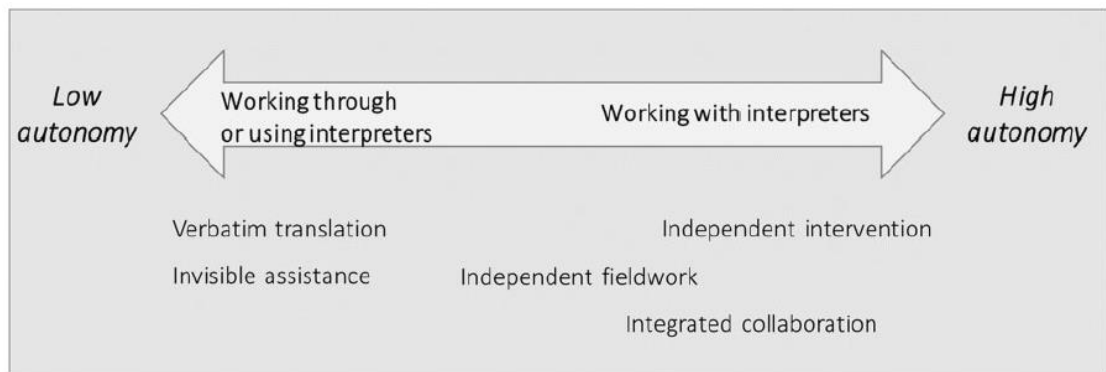 Low
autonomy
Working through
or using interpreters
Working with interpreters
High
autonomy
Verbatim translation
Independent intervention
Invisible assistance
Independent fieldwork
Integrated collaboration